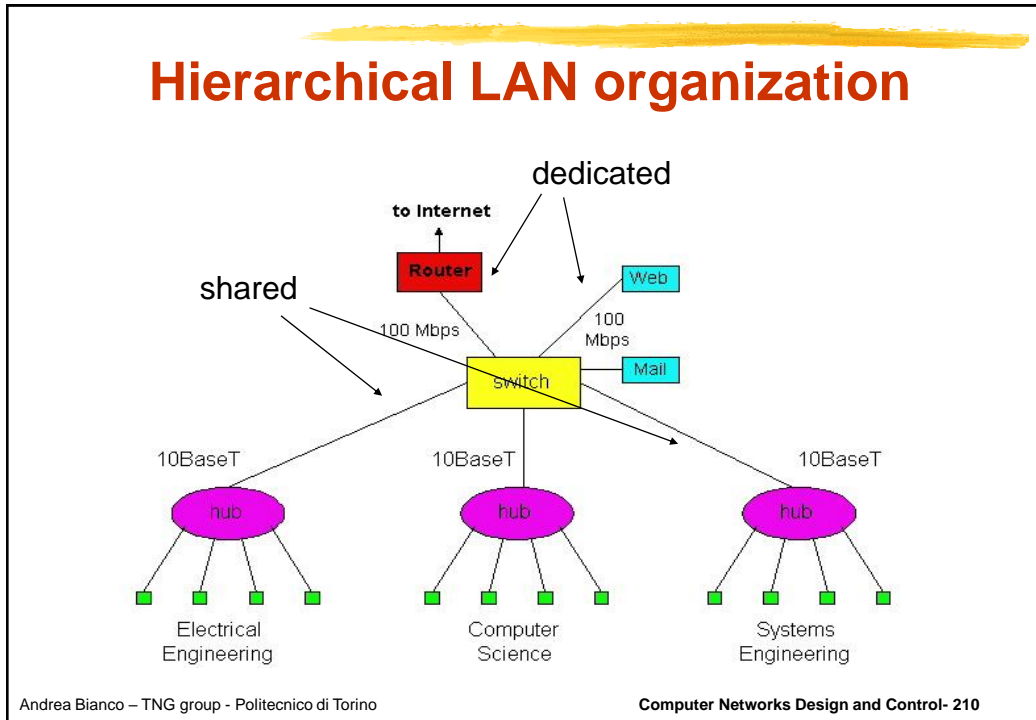 Hierarchical LAN organization
dedicated
to Internet
Router
Web
shared
100 Mbps
100
Mbps
Mail
switch
10BaseT
10BaseT
10BaseT
hub
hub
hub
Electrical
Engineering
Computer
Science
Systems
Engineering
Andrea Bianco – TNG group - Politecnico di Torino
Computer Networks Design and Control- 210